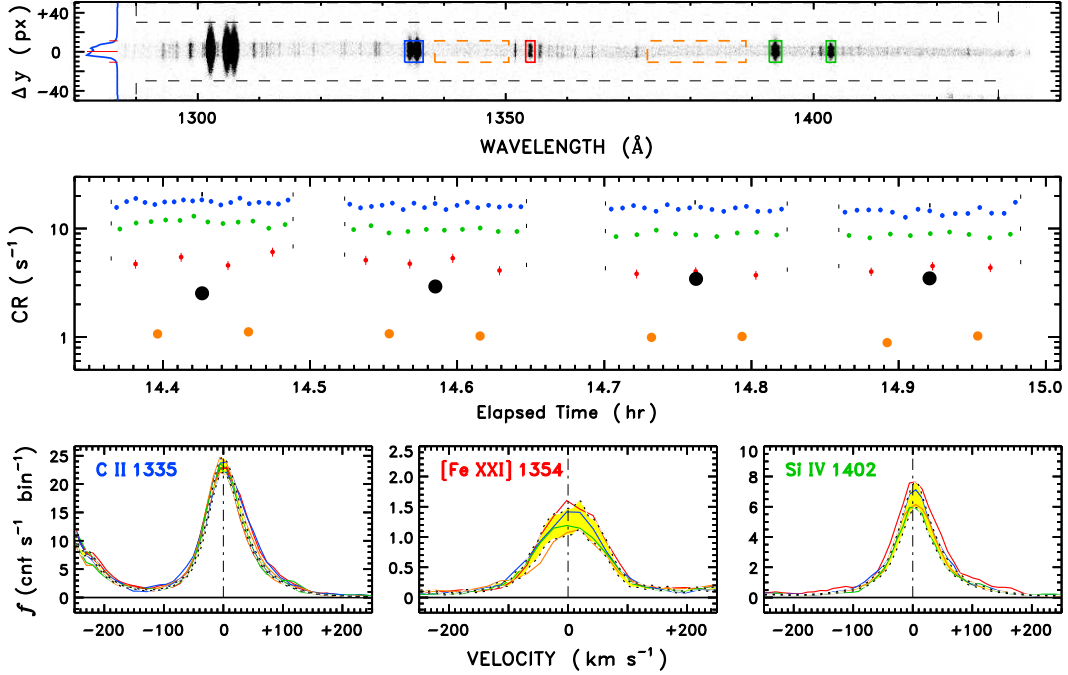 +40
0
−40
Δ y (px)
1300 1350 1400
WAVELENGTH (Å)
10
1
CR (s⁻¹)
14.4 14.5 14.6 14.7 14.8 14.9 15.0
Elapsed Time (hr)
25
20
15
10
5
0
f (cnt s⁻¹ bin⁻¹)
C II 1335
−200 −100 0 +100 +200
2.5
2.0
1.5
1.0
0.5
0.0
[Fe XXI] 1354
−200 0 +200
10
8
6
4
2
0
Si IV 1402
−200 −100 0 +100 +200
VELOCITY (km s⁻¹)